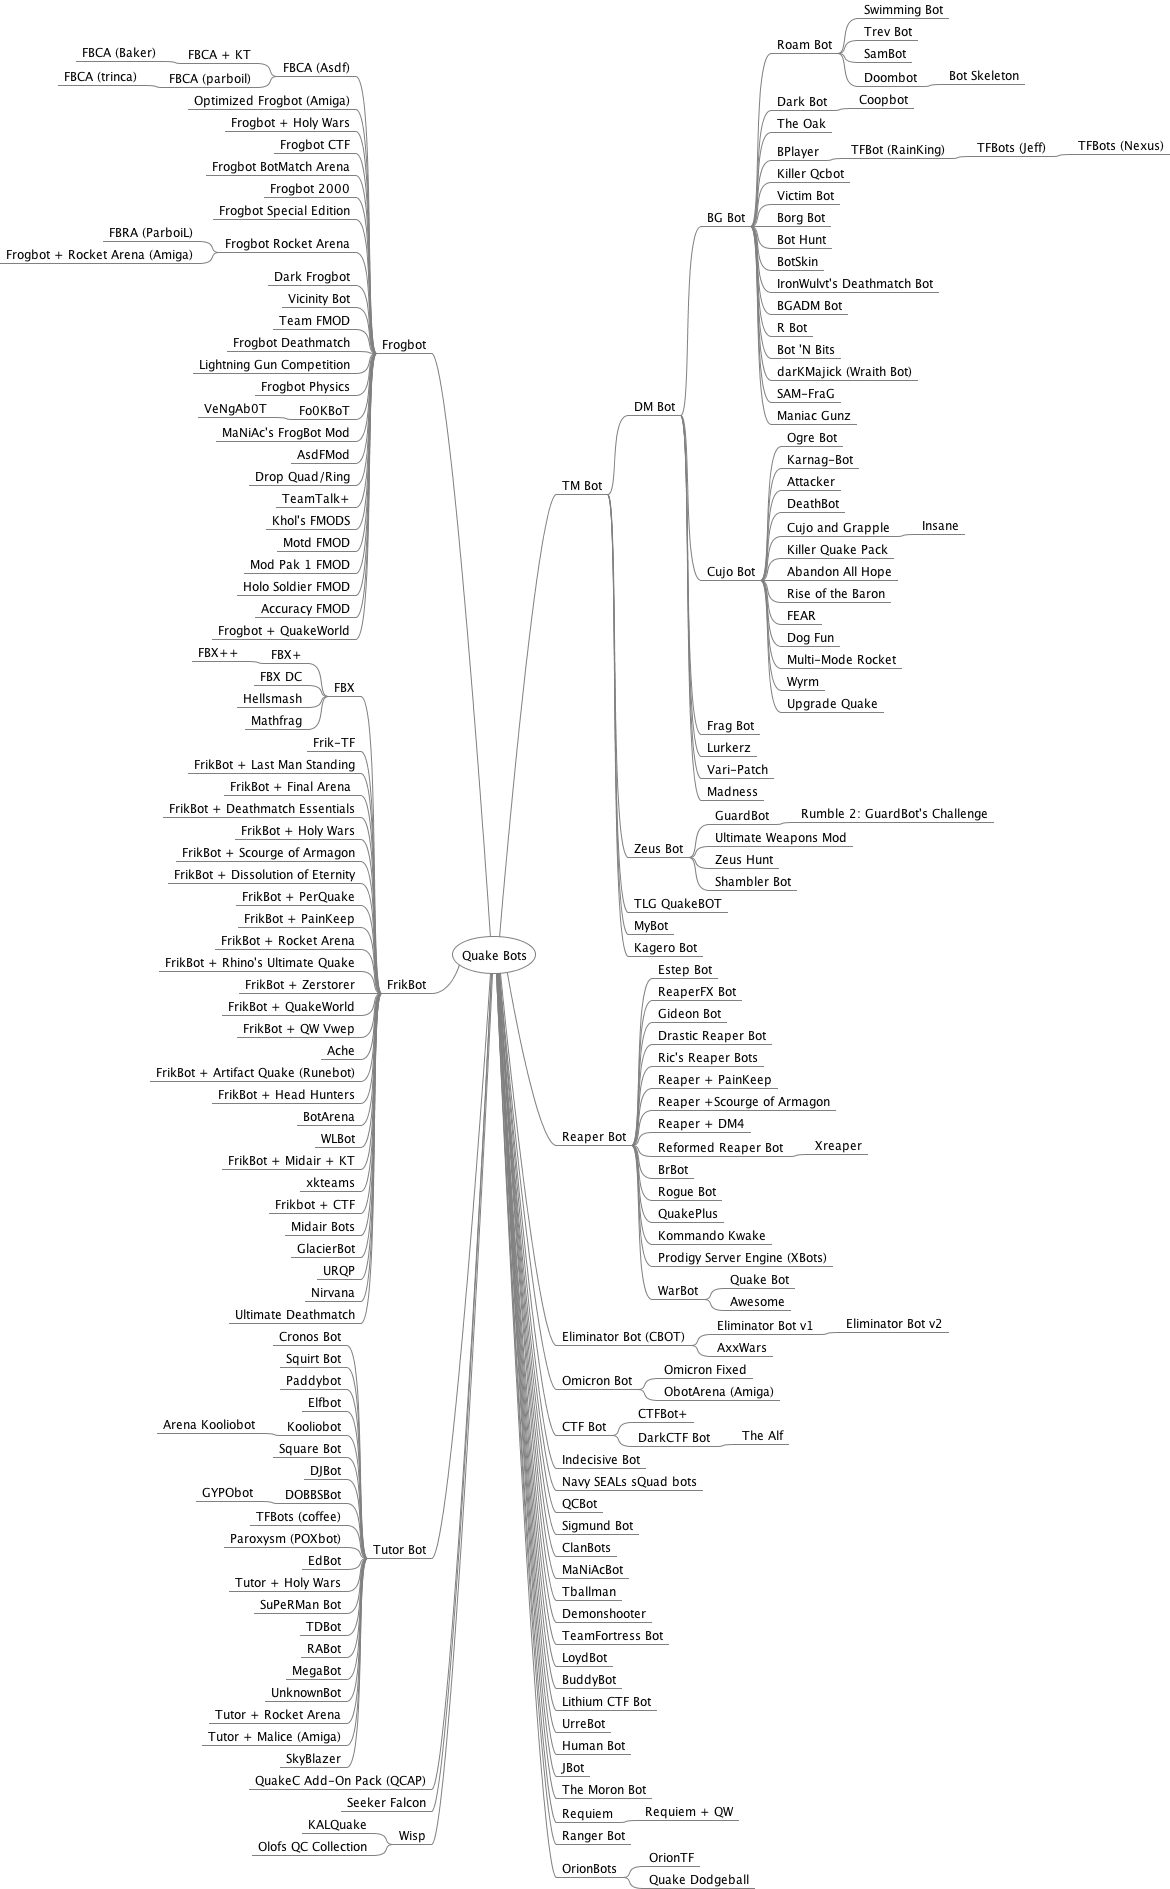 Quake Bots
Frogbot
FBCA (Asdf)
FBCA + KT
FBCA (Baker)
FBCA (parboil)
FBCA (trinca)
Optimized Frogbot (Amiga)
Frogbot + Holy Wars
Frogbot CTF
Frogbot BotMatch Arena
Frogbot 2000
Frogbot Special Edition
Frogbot Rocket Arena
FBRA (ParboiL)
Frogbot + Rocket Arena (Amiga)
Dark Frogbot
Vicinity Bot
Team FMOD
Frogbot Deathmatch
Lightning Gun Competition
Frogbot Physics
Fo0KBoT
VeNgAb0T
MaNiAc's FrogBot Mod
AsdFMod
Drop Quad/Ring
TeamTalk+
Khol's FMODS
Motd FMOD
Mod Pak 1 FMOD
Holo Soldier FMOD
Accuracy FMOD
Frogbot + QuakeWorld
FrikBot
FBX
FBX+
FBX++
FBX DC
Hellsmash
Mathfrag
Frik-TF
FrikBot + Last Man Standing
FrikBot + Final Arena
FrikBot + Deathmatch Essentials
FrikBot + Holy Wars
FrikBot + Scourge of Armagon
FrikBot + Dissolution of Eternity
FrikBot + PerQuake
FrikBot + PainKeep
FrikBot + Rocket Arena
FrikBot + Rhino's Ultimate Quake
FrikBot + Zerstorer
FrikBot + QuakeWorld
FrikBot + QW Vwep
Ache
FrikBot + Artifact Quake (Runebot)
FrikBot + Head Hunters
BotArena
WLBot
FrikBot + Midair + KT
xkteams
Frikbot + CTF
Midair Bots
GlacierBot
URQP
Nirvana
Ultimate Deathmatch
Tutor Bot
Cronos Bot
Squirt Bot
Paddybot
Elfbot
Kooliobot
Arena Kooliobot
Square Bot
DJBot
DOBBSBot
GYPObot
TFBots (coffee)
Paroxysm (POXbot)
EdBot
Tutor + Holy Wars
SuPeRMan Bot
TDBot
RABot
MegaBot
UnknownBot
Tutor + Rocket Arena
Tutor + Malice (Amiga)
SkyBlazer
QuakeC Add-On Pack (QCAP)
Seeker Falcon
Wisp
KALQuake
Olofs QC Collection
TM Bot
DM Bot
BG Bot
Roam Bot
Swimming Bot
Trev Bot
SamBot
Doombot
Bot Skeleton
Dark Bot
Coopbot
The Oak
BPlayer
TFBot (RainKing)
TFBots (Jeff)
TFBots (Nexus)
Killer Qcbot
Victim Bot
Borg Bot
Bot Hunt
BotSkin
IronWulvt's Deathmatch Bot
BGADM Bot
R Bot
Bot 'N Bits
darKMajick (Wraith Bot)
SAM-FraG
Maniac Gunz
Cujo Bot
Ogre Bot
Karnag-Bot
Attacker
DeathBot
Cujo and Grapple
Insane
Killer Quake Pack
Abandon All Hope
Rise of the Baron
FEAR
Dog Fun
Multi-Mode Rocket
Wyrm
Upgrade Quake
Frag Bot
Lurkerz
Vari-Patch
Madness
Zeus Bot
GuardBot
Rumble 2: GuardBot's Challenge
Ultimate Weapons Mod
Zeus Hunt
Shambler Bot
TLG QuakeBOT
MyBot
Kagero Bot
Reaper Bot
Estep Bot
ReaperFX Bot
Gideon Bot
Drastic Reaper Bot
Ric's Reaper Bots
Reaper + PainKeep
Reaper +Scourge of Armagon
Reaper + DM4
Reformed Reaper Bot
Xreaper
BrBot
Rogue Bot
QuakePlus
Kommando Kwake
Prodigy Server Engine (XBots)
WarBot
Quake Bot
Awesome
Eliminator Bot (CBOT)
Eliminator Bot v1
Eliminator Bot v2
AxxWars
Omicron Bot
Omicron Fixed
ObotArena (Amiga)
CTF Bot
CTFBot+
DarkCTF Bot
The Alf
Indecisive Bot
Navy SEALs sQuad bots
QCBot
Sigmund Bot
ClanBots
MaNiAcBot
Tballman
Demonshooter
TeamFortress Bot
LoydBot
BuddyBot
Lithium CTF Bot
UrreBot
Human Bot
JBot
The Moron Bot
Requiem
Requiem + QW
Ranger Bot
OrionBots
OrionTF
Quake Dodgeball